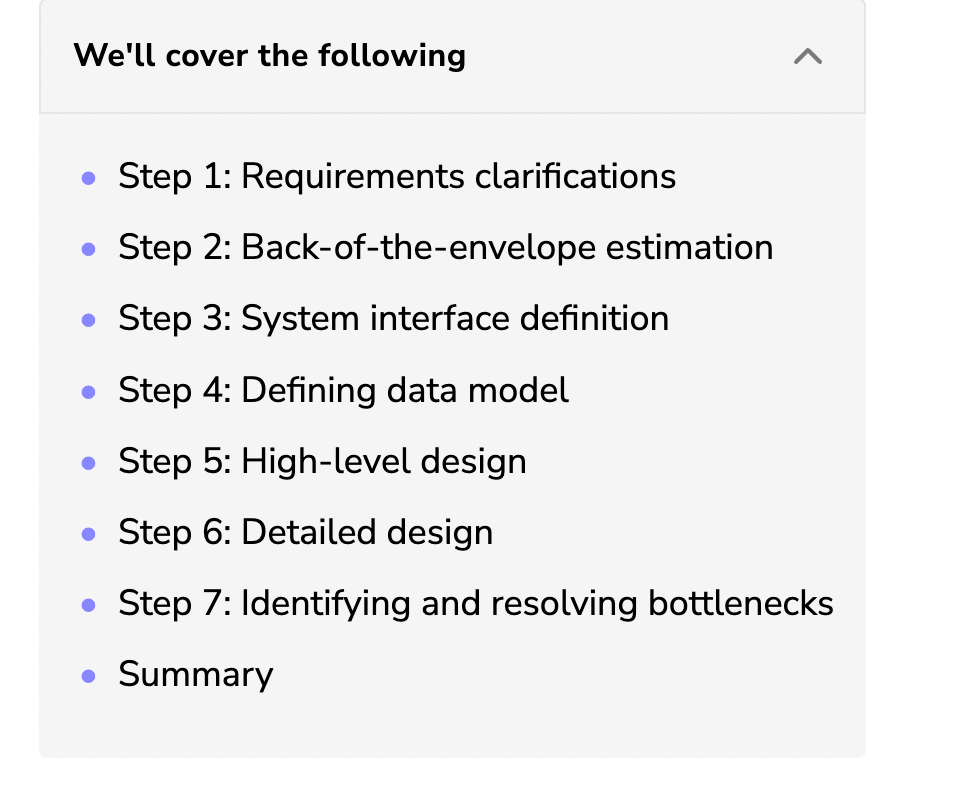 We'll cover the following
Step 1: Requirements clarifications
Step 2: Back-of-the-envelope estimation
Step 3: System interface definition
Step 4: Defining data model
Step 5: High-level design
Step 6: Detailed design
Step 7: Identifying and resolving bottlenecks
Summary